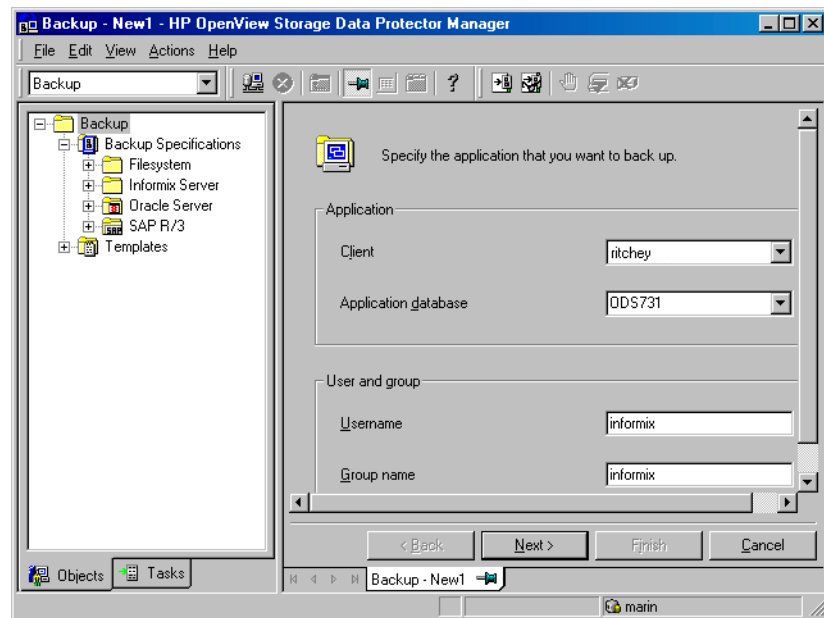 Backup - New1 - HP OpenView Storage Data Protector Manager
File Edit View Actions Help
Backup
Backup
Backup Specifications
Filesystem
Informix Server
Oracle Server
SAP R/3
Templates
Objects
Tasks
Specify the application that you want to back up.
Application
Client
ritchey
Application database
ODS731
User and group
Username
informix
Group name
informix
< Back
Next >
Finish
Cancel
Backup - New1
marin